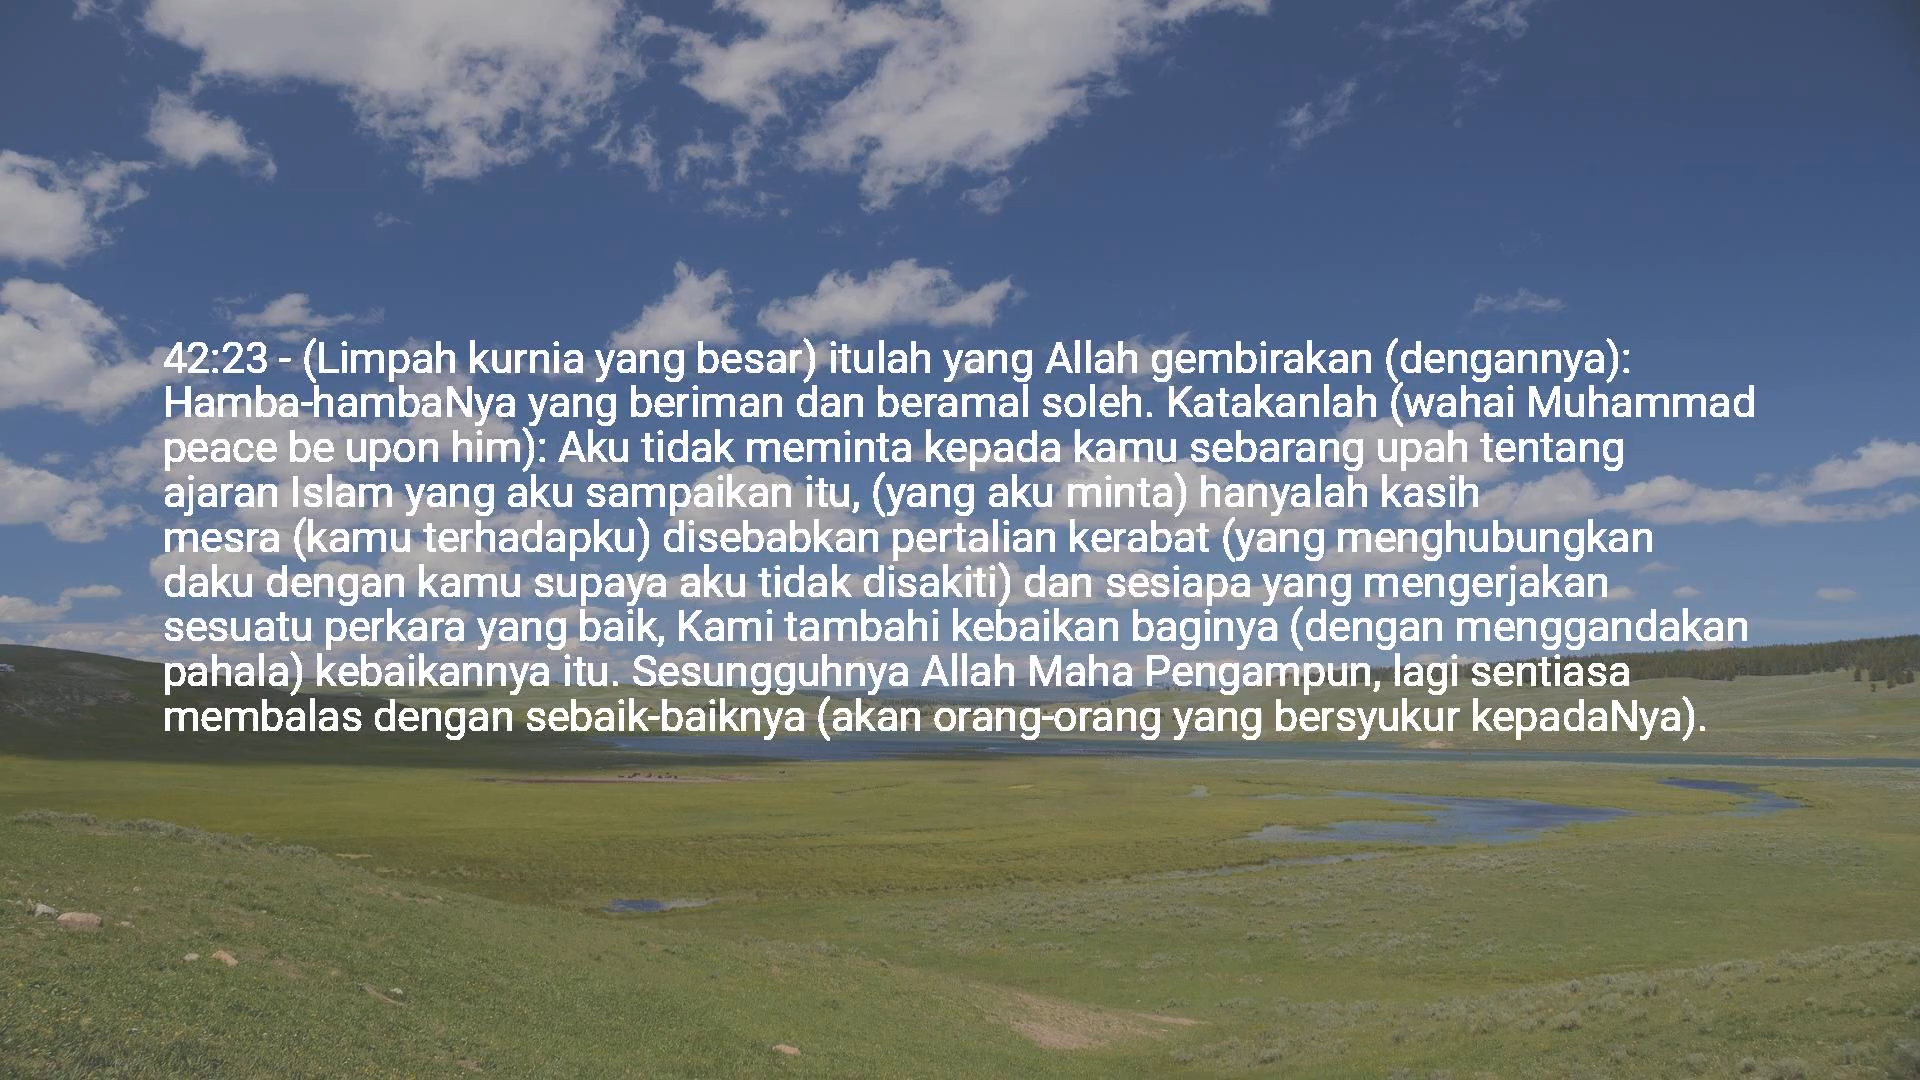 42:23 - (Limpah kurnia yang besar) itulah yang Allah gembirakan (dengannya):
Hamba-hambaNya yang beriman dan beramal soleh. Katakanlah (wahai Muhammad
peace be upon him): Aku tidak meminta kepada kamu sebarang upah tentang
ajaran Islam yang aku sampaikan itu, (yang aku minta) hanyalah kasih
mesra (kamu terhadapku) disebabkan pertalian kerabat (yang menghubungkan
daku dengan kamu supaya aku tidak disakiti) dan sesiapa yang mengerjakan
sesuatu perkara yang baik, Kami tambahi kebaikan baginya (dengan menggandakan
pahala) kebaikannya itu. Sesungguhnya Allah Maha Pengampun, lagi sentiasa
membalas dengan sebaik-baiknya (akan orang-orang yang bersyukur kepadaNya).